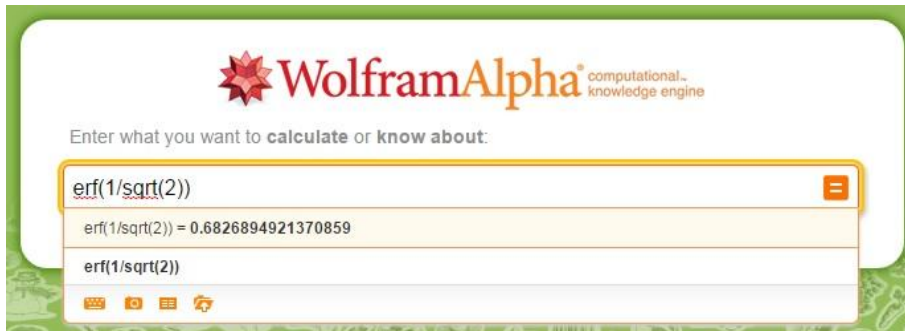 WolframAlpha computational knowledge engine
Enter what you want to calculate or know about:
erf(1/sqrt(2))
erf(1/sqrt(2)) = 0.6826894921370859
erf(1/sqrt(2))